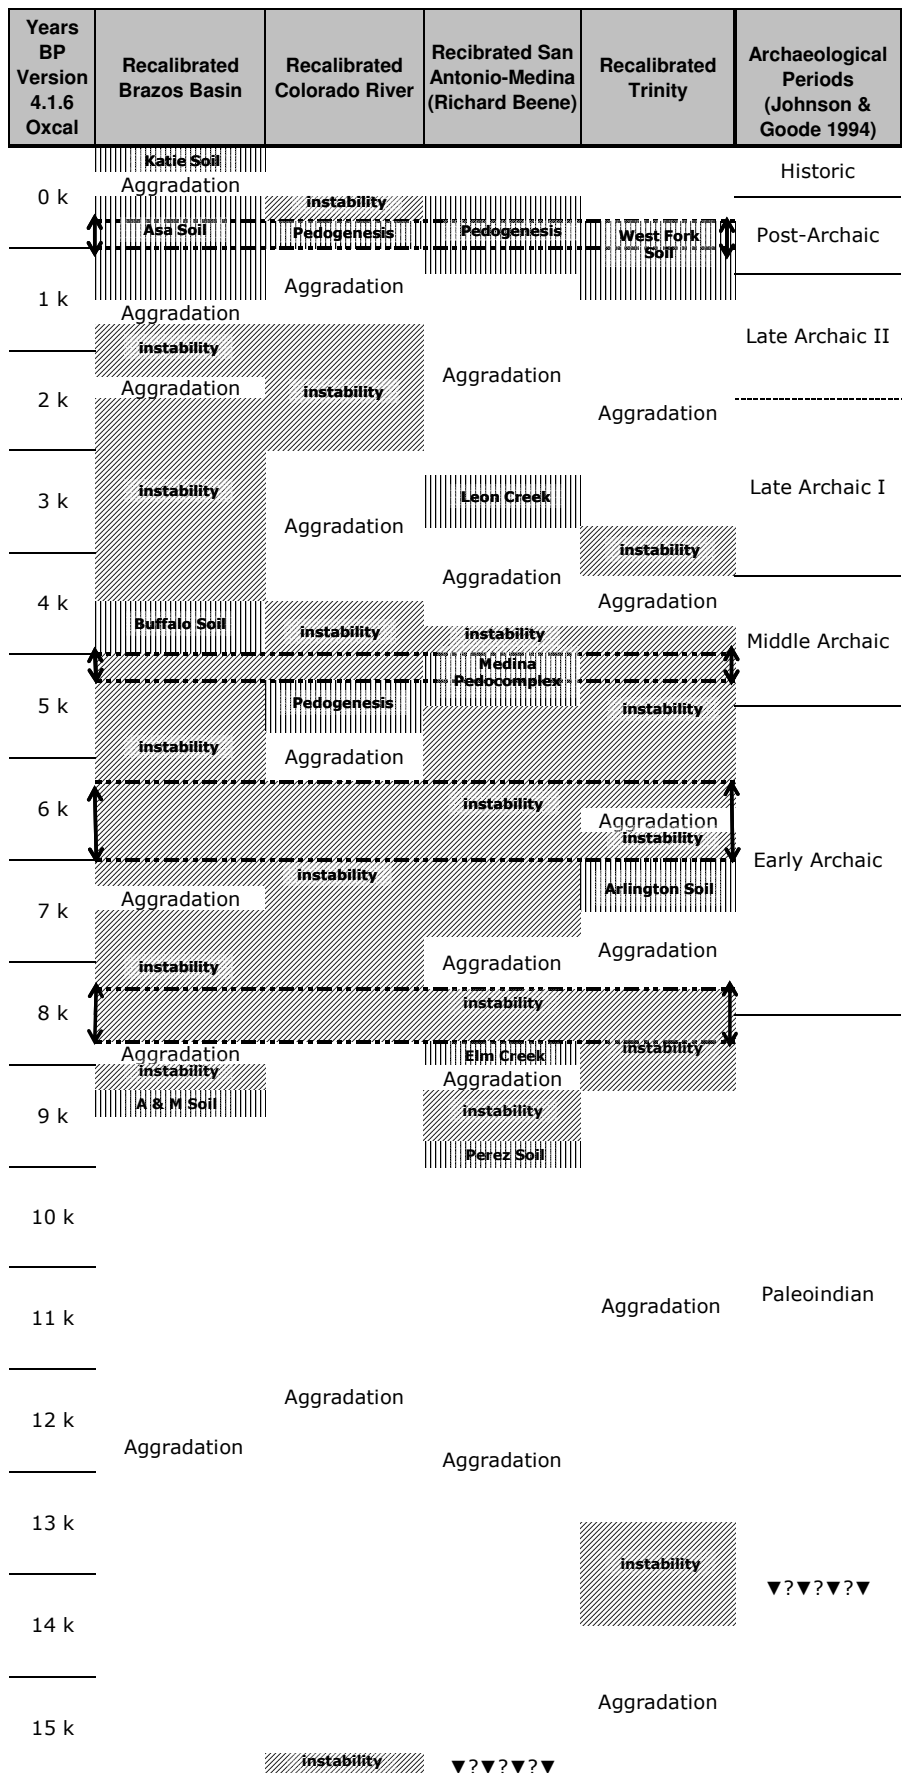 Years
BP
Version
4.1.6
Oxcal
Recalibrated
Brazos Basin
Recalibrated
Colorado River
Recibrated San
Antonio-Medina
(Richard Beene)
Recalibrated
Trinity
Archaeological
Periods
(Johnson &
Goode 1994)
Katie Soil
Historic
Aggradation
0 k
instability
Asa Soil
Pedogenesis
Pedogenesis
West Fork
Soil
Post-Archaic
Aggradation
1 k
Aggradation
Late Archaic II
instability
Aggradation
Aggradation
instability
2 k
Aggradation
instability
Late Archaic I
Leon Creek
3 k
Aggradation
instability
Aggradation
4 k
Aggradation
Buffalo Soil
instability
instability
Middle Archaic
Medina
Pedocomplex
5 k
Pedogenesis
instability
instability
Aggradation
6 k
instability
Aggradation
instability
Early Archaic
instability
Arlington Soil
Aggradation
7 k
Aggradation
instability
Aggradation
8 k
instability
Aggradation
Elm Creek
instability
instability
Aggradation
A & M Soil
9 k
instability
Perez Soil
10 k
Paleoindian
Aggradation
11 k
Aggradation
12 k
Aggradation
Aggradation
13 k
instability
▼?▼?▼?▼
14 k
Aggradation
15 k
instability
▼?▼?▼?▼